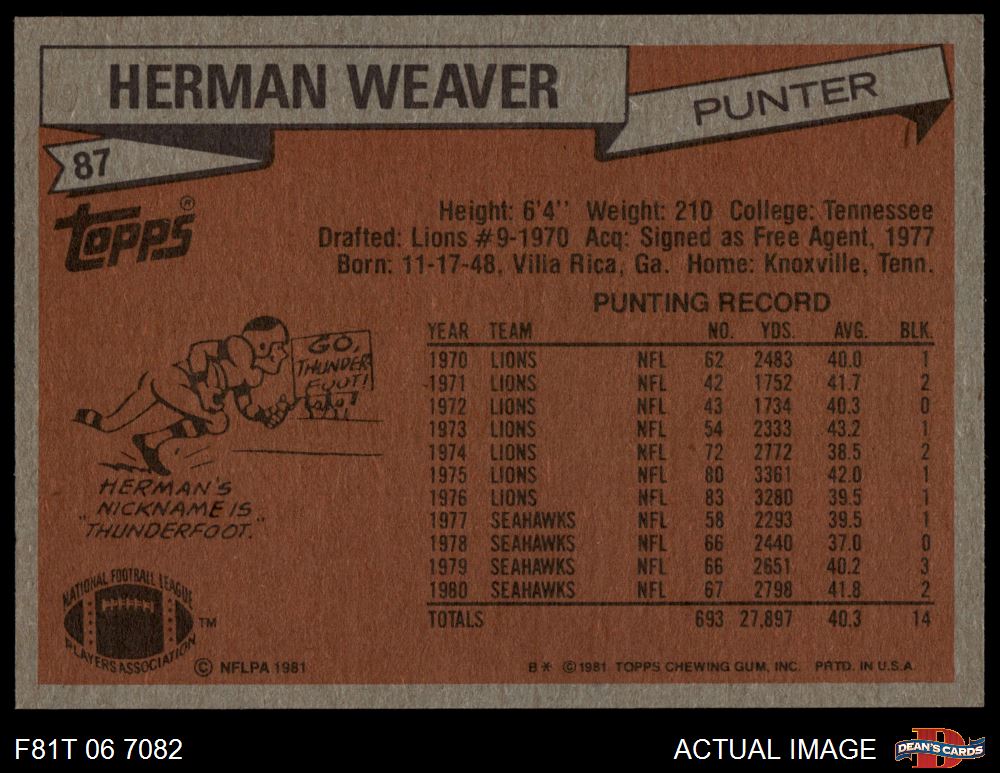 HERMAN WEAVER
PUNTER
87
topps®
Height: 6'4'' Weight: 210 College: Tennessee
Drafted: Lions #9-1970 Acq: Signed as Free Agent, 1977
Born: 11-17-48, Villa Rica, Ga. Home: Knoxville, Tenn.
PUNTING RECORD
YEAR TEAM NO. YDS. AVG. BLK.
1970 LIONS NFL 62 2483 40.0 1
1971 LIONS NFL 42 1752 41.7 2
1972 LIONS NFL 43 1734 40.3 0
1973 LIONS NFL 54 2333 43.2 1
1974 LIONS NFL 72 2772 38.5 2
1975 LIONS NFL 80 3361 42.0 1
1976 LIONS NFL 83 3280 39.5 1
1977 SEAHAWKS NFL 58 2293 39.5 1
1978 SEAHAWKS NFL 66 2440 37.0 0
1979 SEAHAWKS NFL 66 2651 40.2 3
1980 SEAHAWKS NFL 67 2798 41.8 2
TOTALS 693 27,897 40.3 14
GO,
THUNDER
FOOT!
HERMAN'S
NICKNAME IS
"THUNDERFOOT."
NATIONAL FOOTBALL LEAGUE
PLAYERS ASSOCIATION
TM
© NFLPA 1981
B* © 1981 TOPPS CHEWING GUM, INC. PRTD. IN U.S.A.
F81T 06 7082
ACTUAL IMAGE
D
DEAN'S CARDS